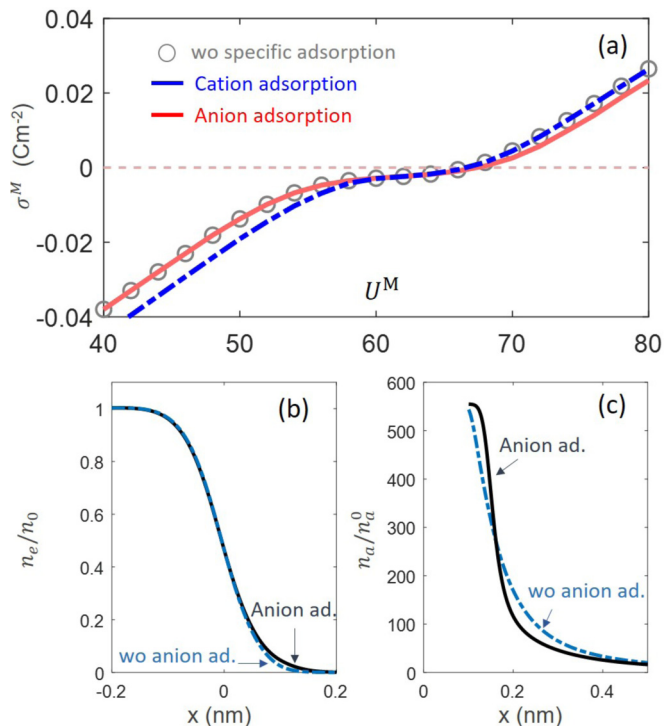 0.04
(a)
wo specific adsorption
Cation adsorption
Anion adsorption
0.02
0
-0.02
-0.04
σ^M (Cm⁻²)
U^M
40 50 60 70 80
(b)
1
0.8
0.6
0.4
0.2
0
n_e/n_0
Anion ad.
wo anion ad.
-0.2 0 0.2
x (nm)
(c)
600
500
400
300
200
100
0
n_a/n_a^0
Anion ad.
wo anion ad.
0 0.2 0.4
x (nm)